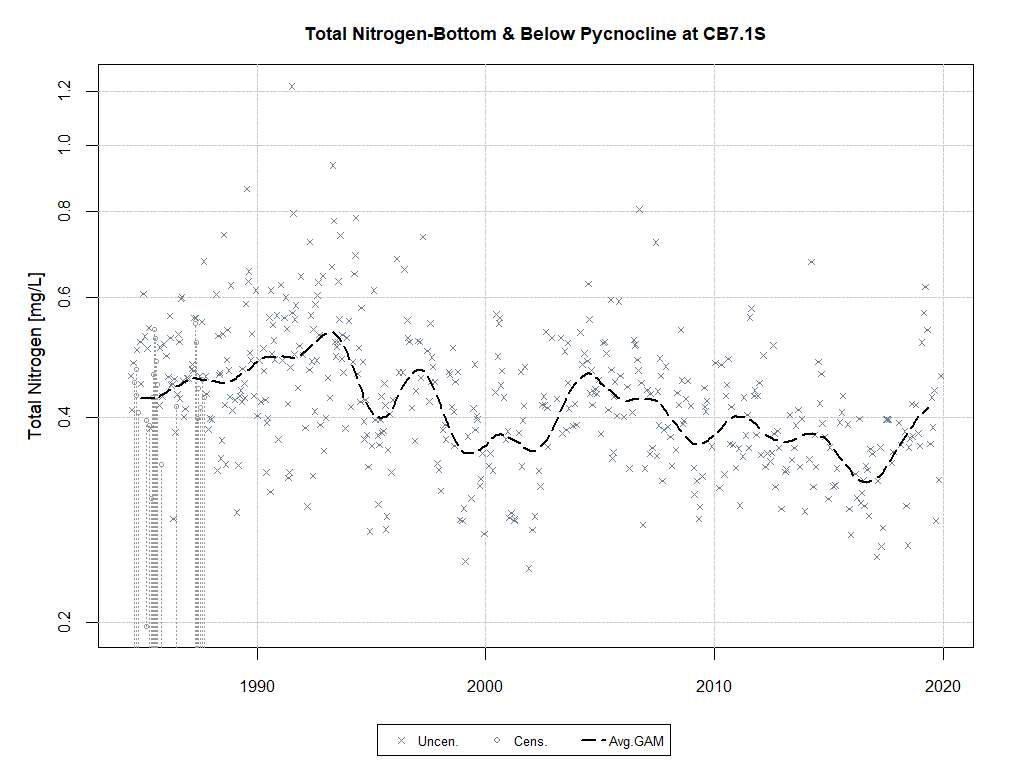 Total Nitrogen-Bottom & Below Pycnocline at CB7.1S
Total Nitrogen [mg/L]
1.2
1.0
0.8
0.6
0.4
0.2
1990 2000 2010 2020
Uncen. Cens. Avg.GAM